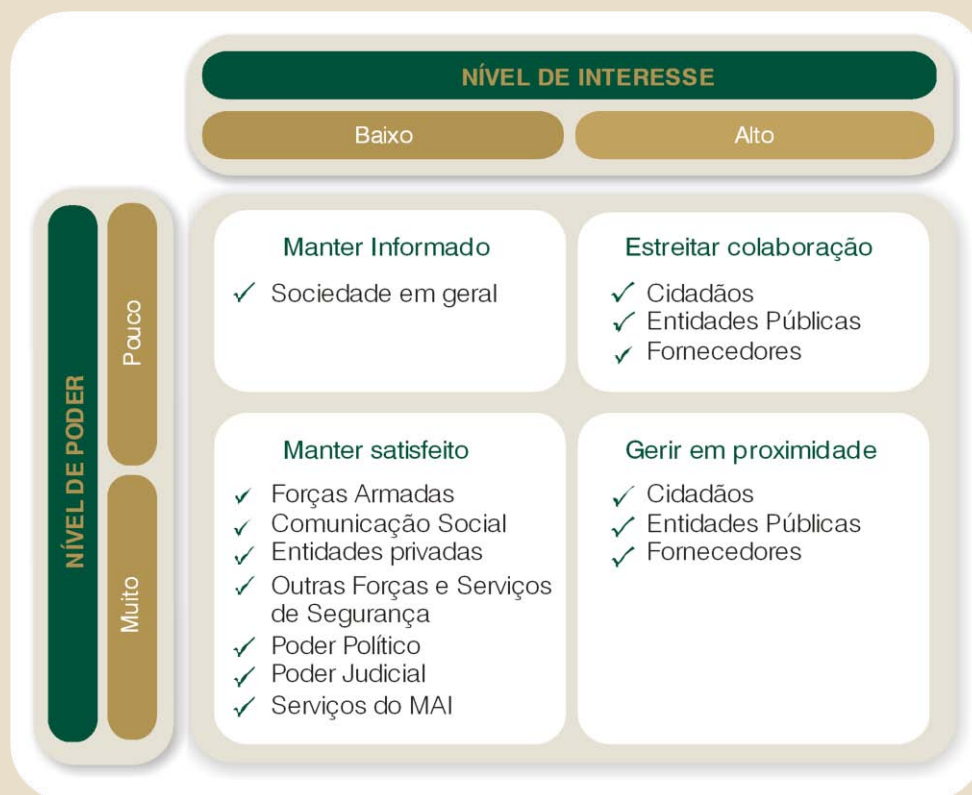 NÍVEL DE INTERESSE
Baixo
Alto
NÍVEL DE PODER
Pouco
Muito
Manter Informado
Sociedade em geral
Estreitar colaboração
Cidadãos
Entidades Públicas
Fornecedores
Manter satisfeito
Forças Armadas
Comunicação Social
Entidades privadas
Outras Forças e Serviços
de Segurança
Poder Político
Poder Judicial
Serviços do MAI
Gerir em proximidade
Cidadãos
Entidades Públicas
Fornecedores